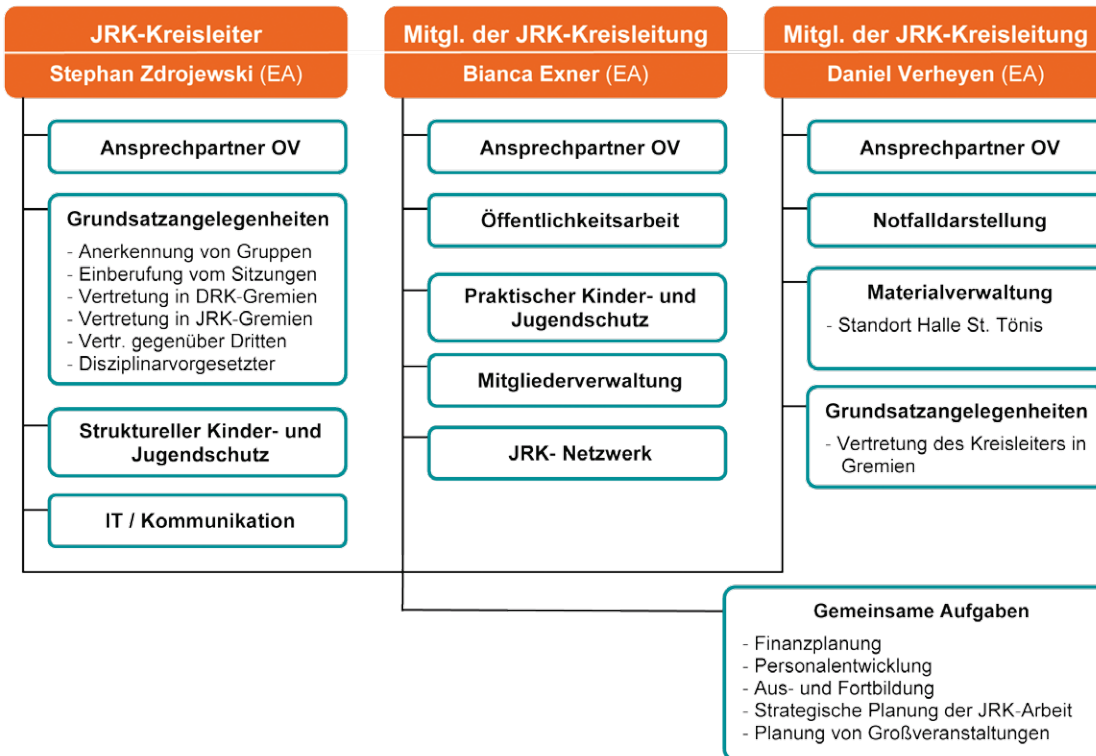 JRK-Kreisleiter
Stephan Zdrojewski (EA)
Ansprechpartner OV
Grundsatzangelegenheiten
- Anerkennung von Gruppen
- Einberufung vom Sitzungen
- Vertretung in DRK-Gremien
- Vertretung in JRK-Gremien
- Vertr. gegenüber Dritten
- Disziplinarvorgesetzter
Struktureller Kinder- und
Jugendschutz
IT / Kommunikation
Mitgl. der JRK-Kreisleitung
Bianca Exner (EA)
Ansprechpartner OV
Öffentlichkeitsarbeit
Praktischer Kinder- und
Jugendschutz
Mitgliederverwaltung
JRK- Netzwerk
Mitgl. der JRK-Kreisleitung
Daniel Verheyen (EA)
Ansprechpartner OV
Notfalldarstellung
Materialverwaltung
- Standort Halle St. Tönis
Grundsatzangelegenheiten
- Vertretung des Kreisleiters in
Gremien
Gemeinsame Aufgaben
- Finanzplanung
- Personalentwicklung
- Aus- und Fortbildung
- Strategische Planung der JRK-Arbeit
- Planung von Großveranstaltungen